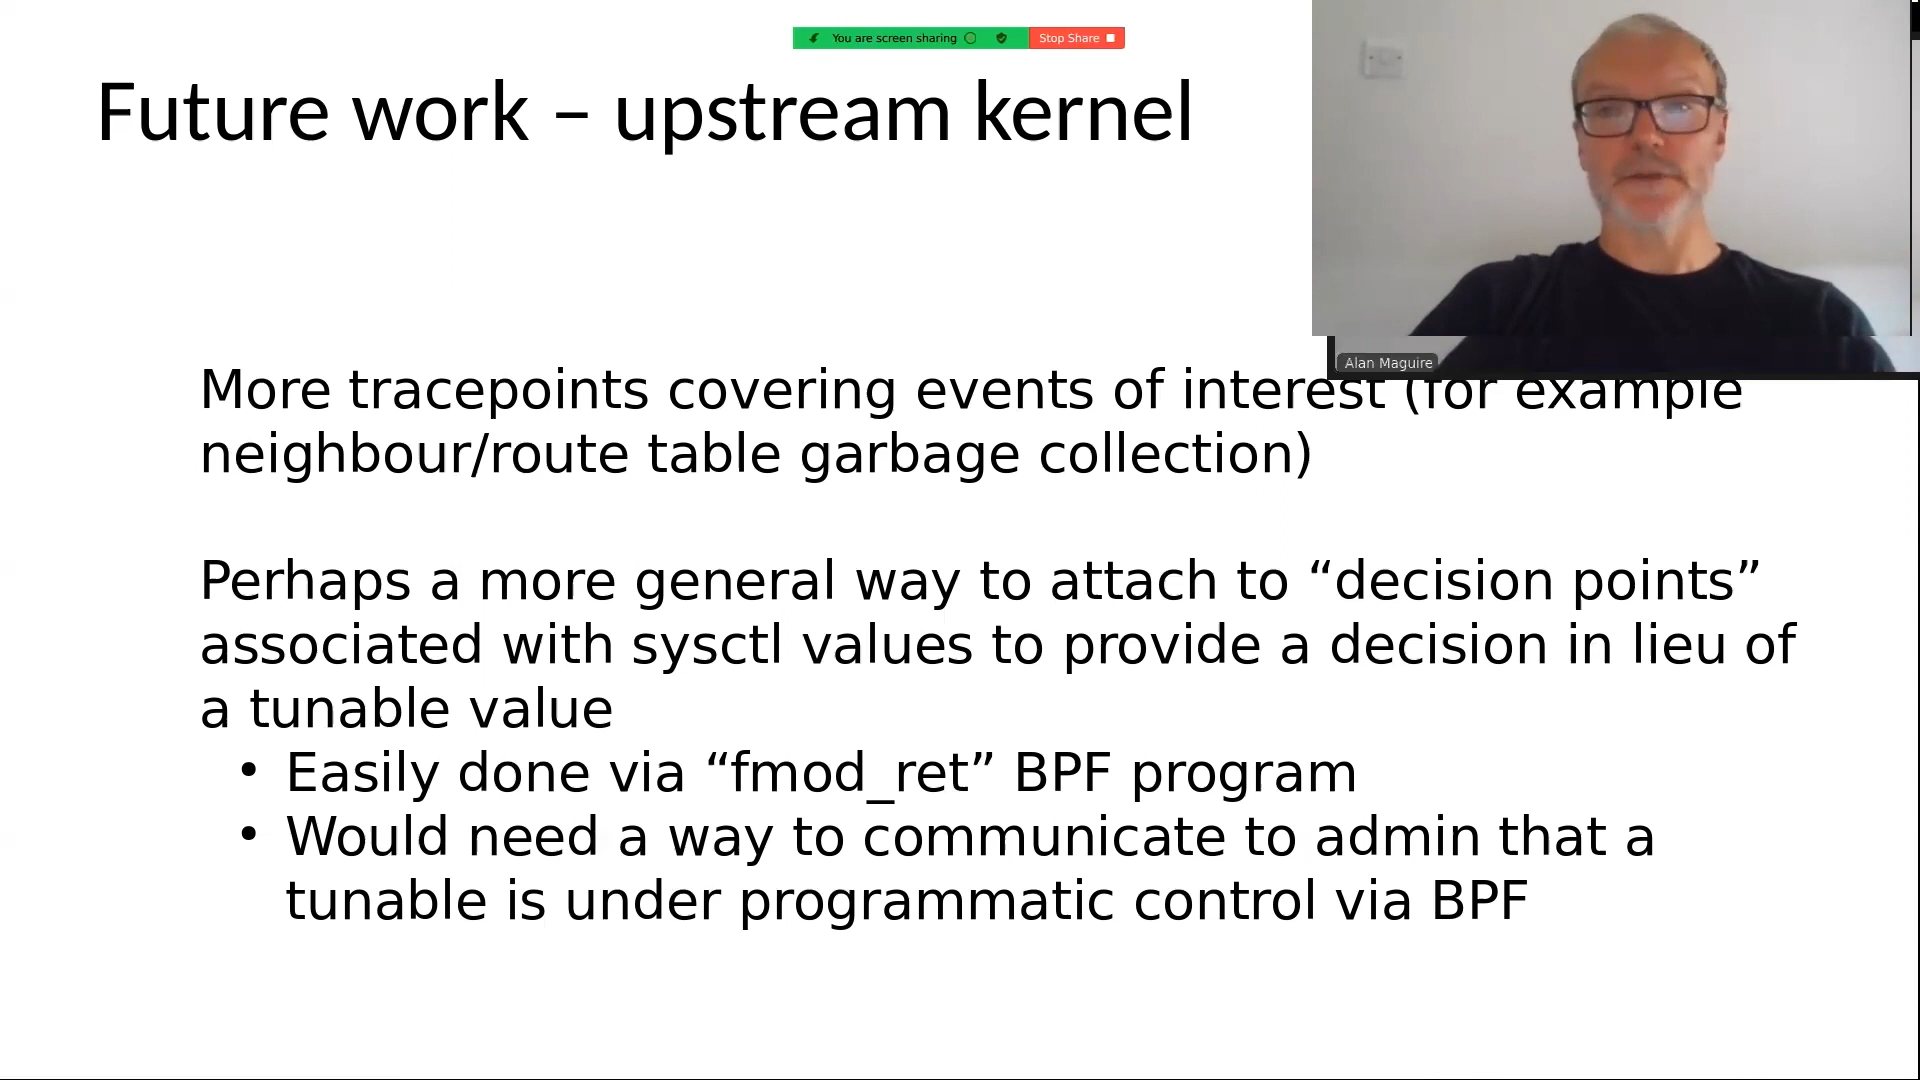 You are screen sharing
Stop Share
Future work – upstream kernel
Alan Maguire
More tracepoints covering events of interest (for example
neighbour/route table garbage collection)
Perhaps a more general way to attach to “decision points”
associated with sysctl values to provide a decision in lieu of
a tunable value
• Easily done via “fmod_ret” BPF program
• Would need a way to communicate to admin that a
tunable is under programmatic control via BPF